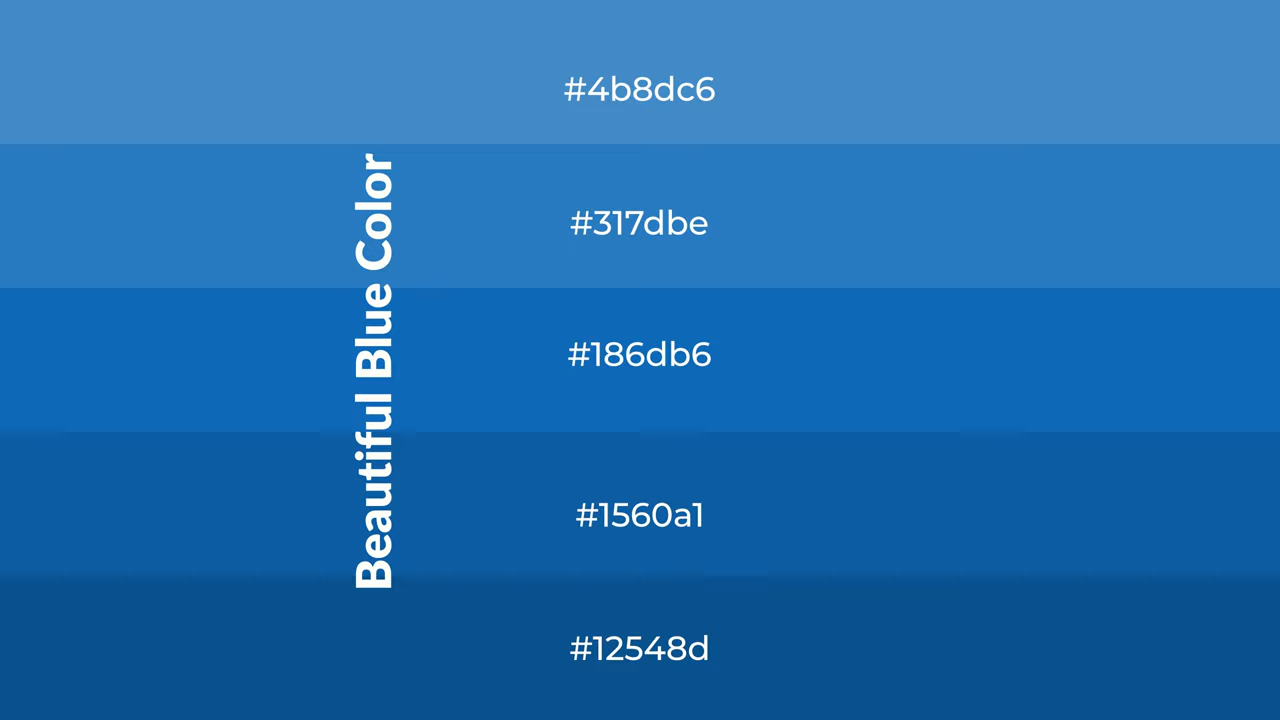 #4b8dc6
Beautiful Blue Color
#317dbe
#186db6
#1560a1
#12548d